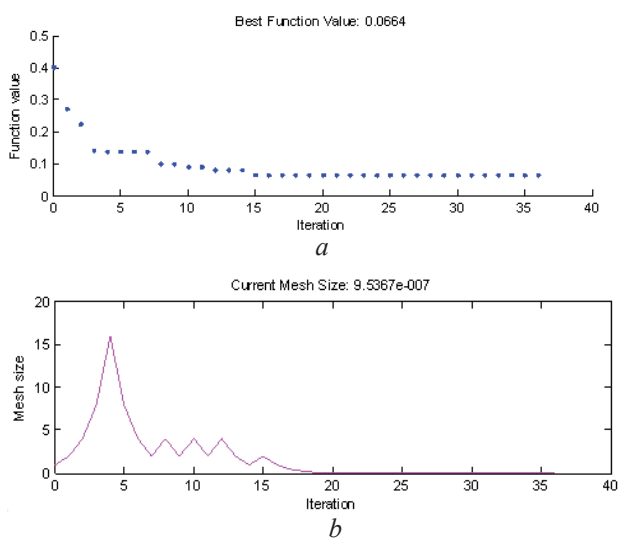 Best Function Value: 0.0664
Function value
0.5
0.4
0.3
0.2
0.1
0
0 5 10 15 20 25 30 35 40
Iteration
a
Current Mesh Size: 9.5367e-007
Mesh size
20
15
10
5
0
0 5 10 15 20 25 30 35 40
Iteration
b